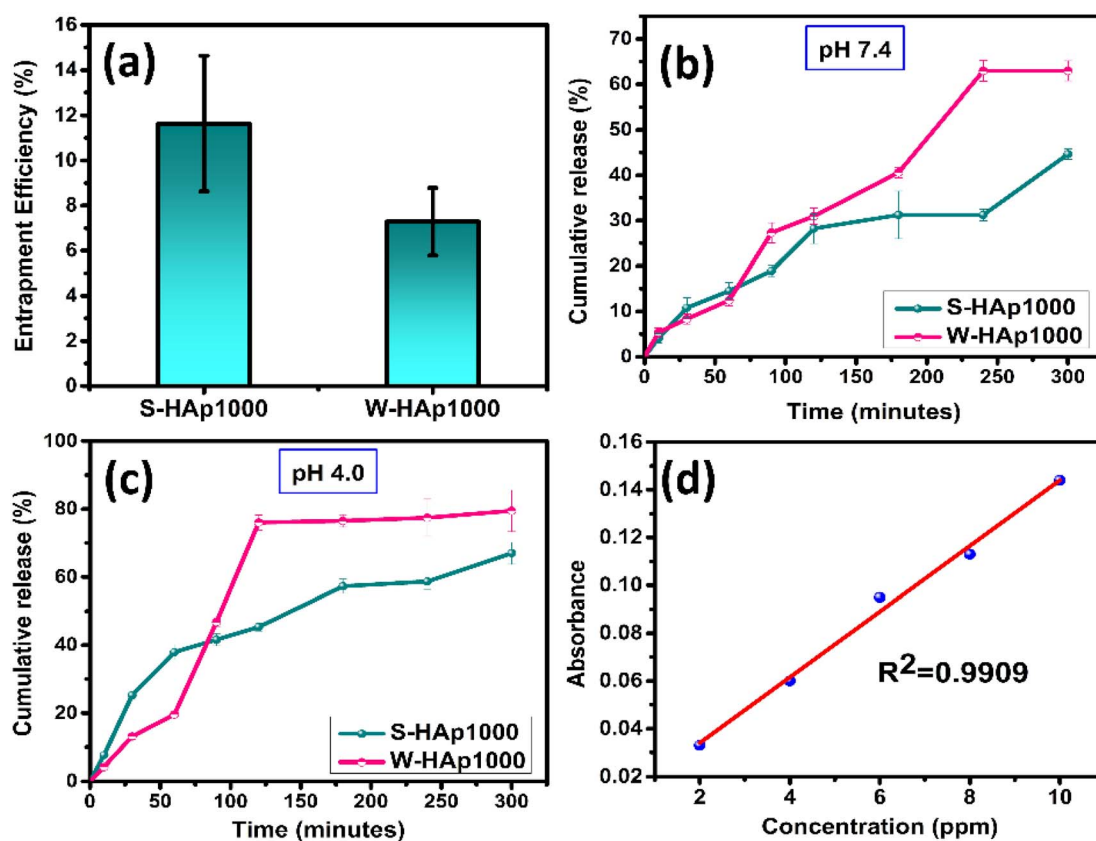 (a)
Entrapment Efficiency (%)
16
14
12
10
8
6
4
2
0
S-HAp1000 W-HAp1000
(b)
pH 7.4
Cumulative release (%)
70
60
50
40
30
20
10
0
S-HAp1000
W-HAp1000
0 50 100 150 200 250 300
Time (minutes)
(c)
pH 4.0
Cumulative release (%)
100
80
60
40
20
0
S-HAp1000
W-HAp1000
0 50 100 150 200 250 300
Time (minutes)
(d)
Absorbance
0.16
0.14
0.12
0.10
0.08
0.06
0.04
0.02
R²=0.9909
2 4 6 8 10
Concentration (ppm)